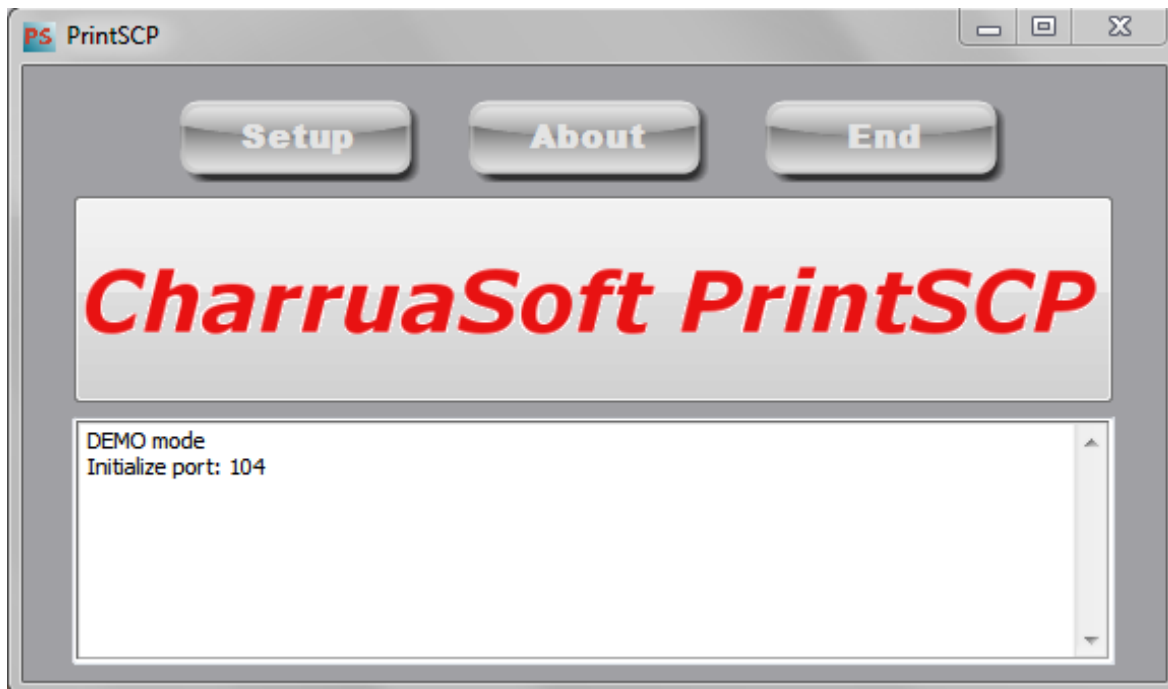 PS PrintSCP
Setup About End
CharruaSoft PrintSCP
DEMO mode
Initialize port: 104